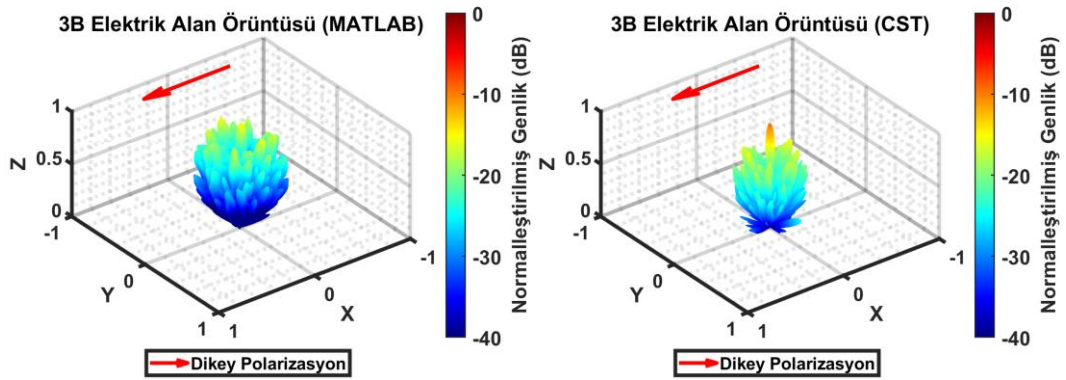 3B Elektrik Alan Örüntüsü (MATLAB)
1
0.5
0
-1
0
1
1
0
-1
Z
Y
X
0
-10
-20
-30
-40
Normalleştirilmiş Genlik (dB)
Dikey Polarizasyon
3B Elektrik Alan Örüntüsü (CST)
1
0.5
0
-1
0
1
1
0
-1
Z
Y
X
0
-10
-20
-30
-40
Normalleştirilmiş Genlik (dB)
Dikey Polarizasyon